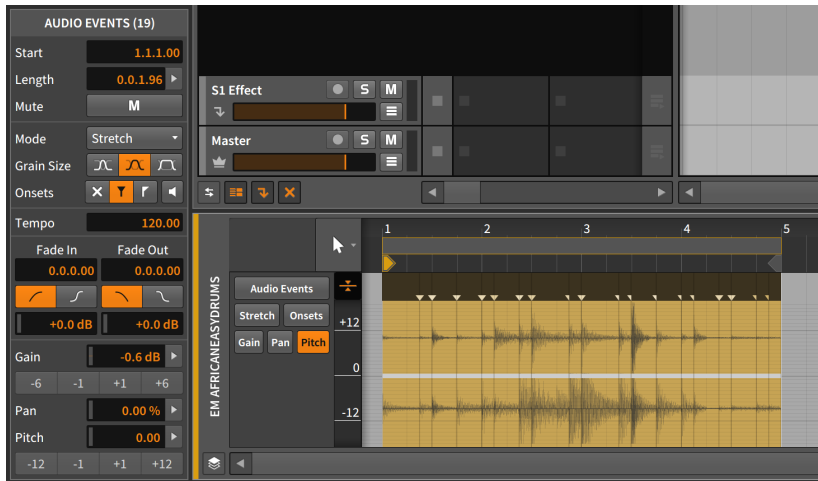 AUDIO EVENTS (19)
Start 1.1.1.00
Length 0.0.1.96
Mute M
Mode Stretch
Grain Size
Onsets
Tempo 120.00
Fade In Fade Out
0.0.0.00 0.0.0.00
+0.0 dB +0.0 dB
Gain -0.6 dB
-6 -1 +1 +6
Pan 0.00 %
Pitch 0.00
-12 -1 +1 +12
S1 Effect S M
Master S M
1 2 3 4 5
EM AFRICANEASYDRUMS
Audio Events
Stretch Onsets
Gain Pan Pitch
+12
0
-12